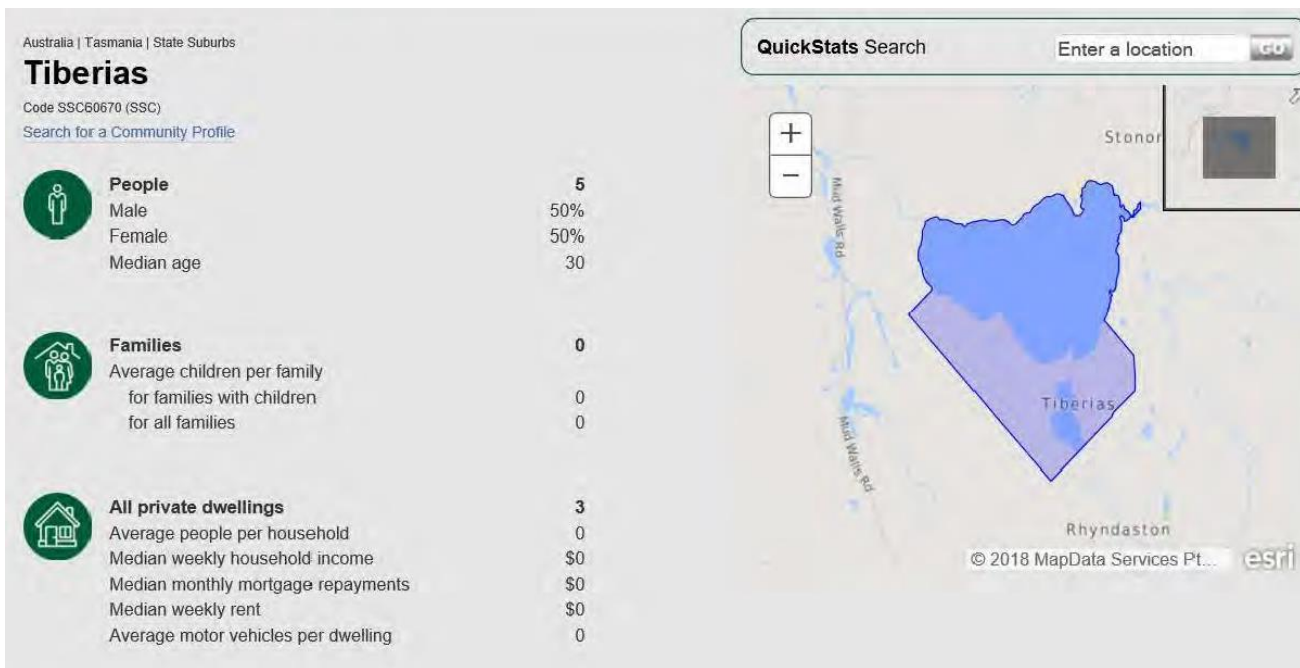 Australia | Tasmania | State Suburbs
Tiberias
Code SSC60670 (SSC)
Search for a Community Profile
People 5
Male 50%
Female 50%
Median age 30
Families 0
Average children per family
for families with children 0
for all families 0
All private dwellings 3
Average people per household 0
Median weekly household income $0
Median monthly mortgage repayments $0
Median weekly rent $0
Average motor vehicles per dwelling 0
QuickStats Search
Enter a location GO
+
−
Stonor
Mud Walls Rd
Tiberias
Mud Walls Rd
Rhyndaston
© 2018 MapData Services Pt...
esri